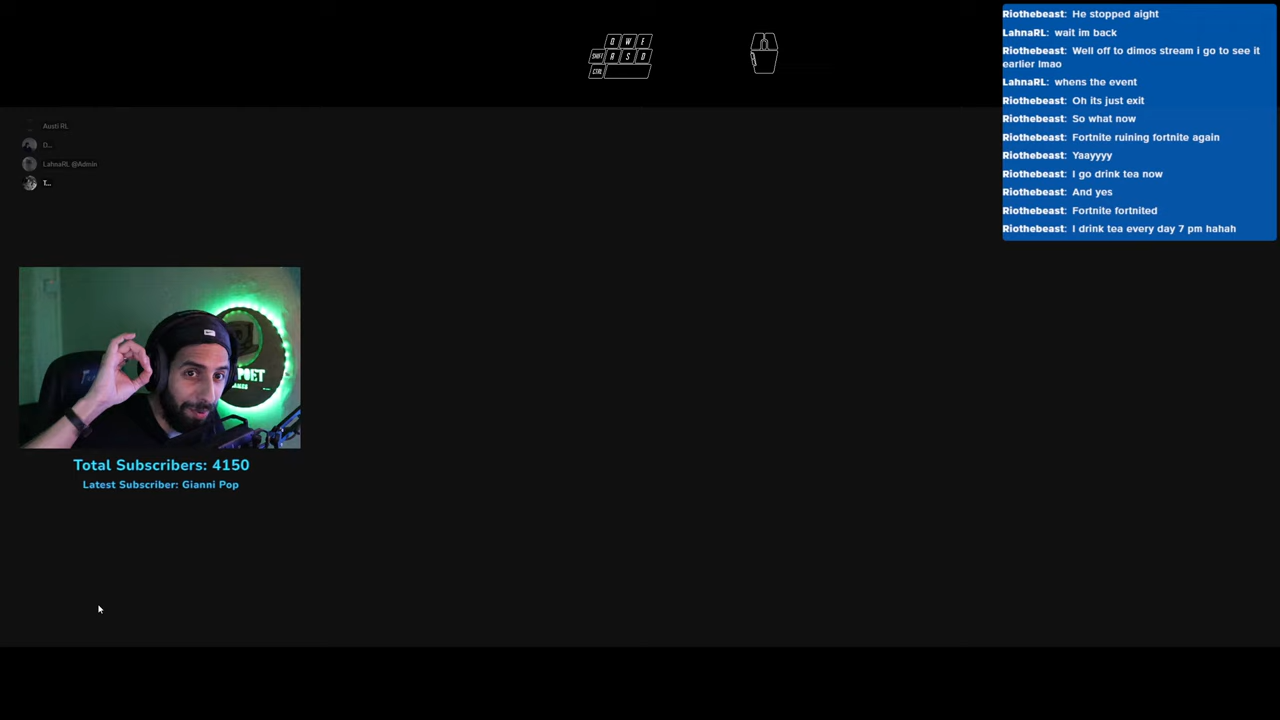 Q W E
SHIFT A S D
CTRL
Riothebeast: He stopped aight
LahnaRL: wait im back
Riothebeast: Well off to dimos stream i go to see it
earlier lmao
LahnaRL: whens the event
Riothebeast: Oh its just exit
Riothebeast: So what now
Riothebeast: Fortnite ruining fortnite again
Riothebeast: Yaayyyy
Riothebeast: I go drink tea now
Riothebeast: And yes
Riothebeast: Fortnite fortnited
Riothebeast: I drink tea every day 7 pm hahah
Austi RL
D...
LahnaRL @Admin
T...
POET
Total Subscribers: 4150
Latest Subscriber: Gianni Pop